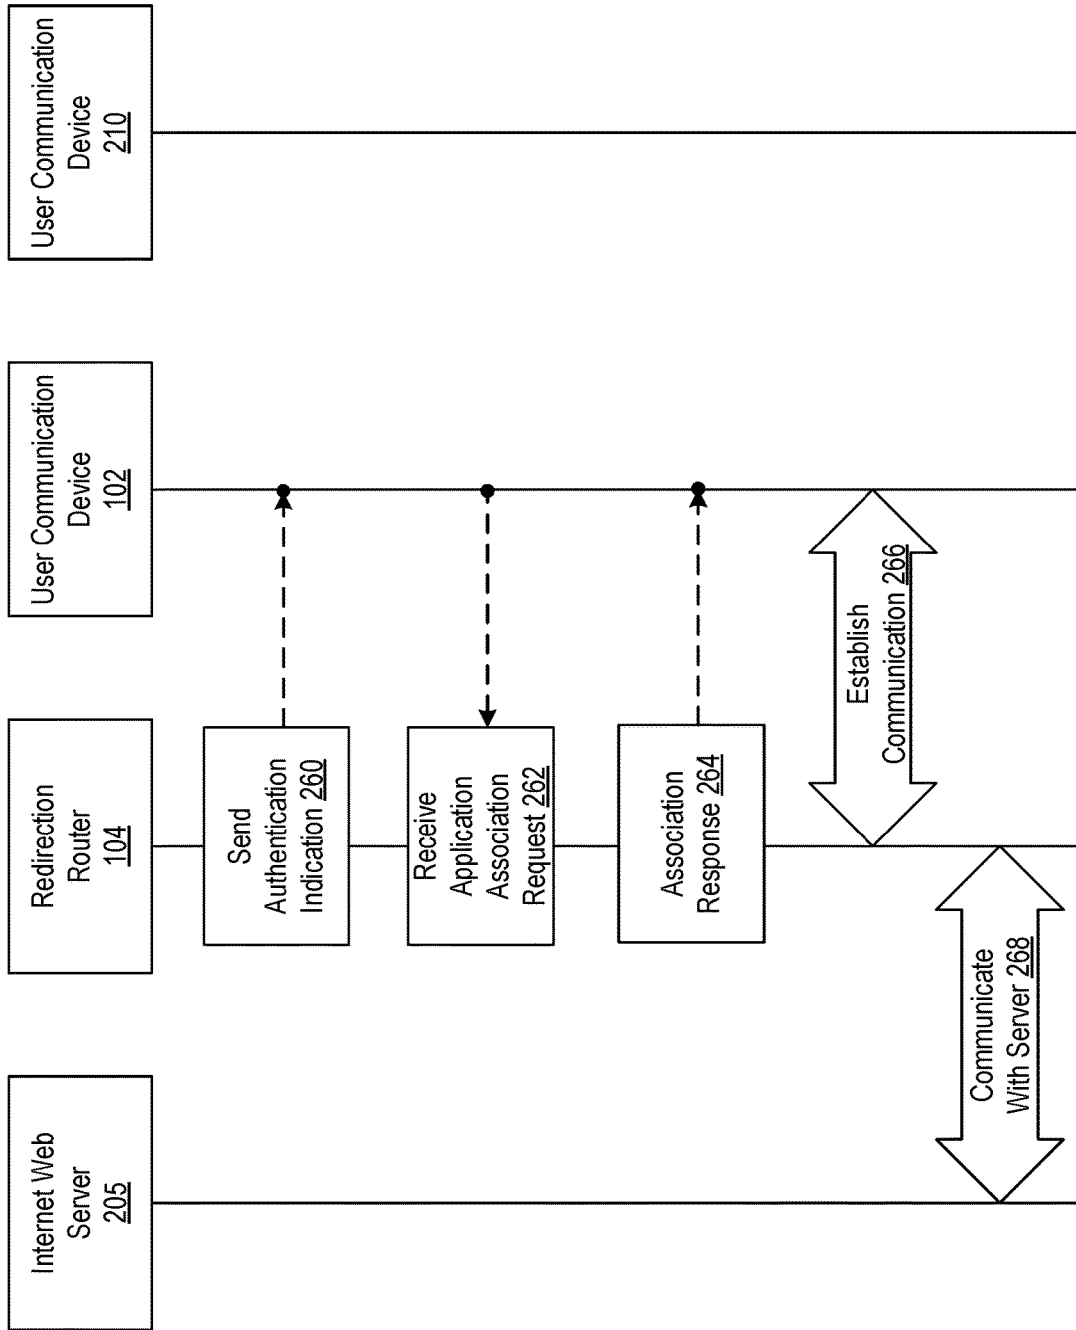 Internet Web
Server
205
Redirection
Router
104
User Communication
Device
102
User Communication
Device
210
Send
Authentication
Indication 260
Receive
Application
Association
Request 262
Association
Response 264
Establish
Communication 266
Communicate
With Server 268